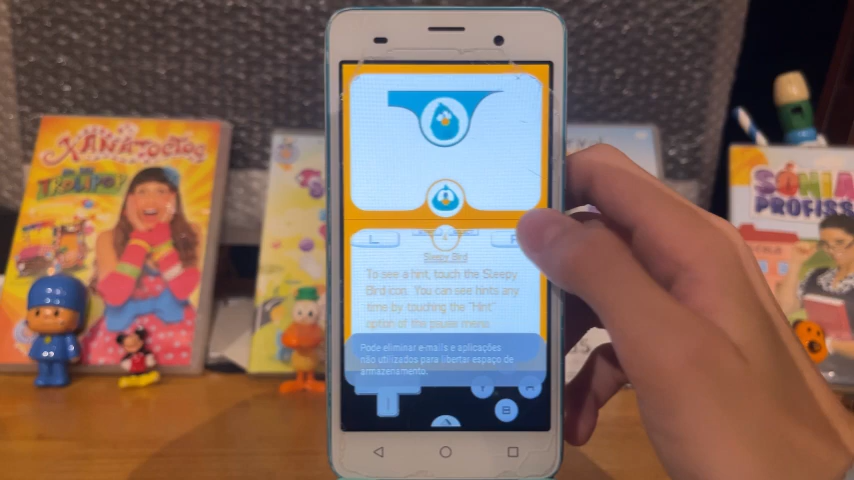 XANA TOC TOC
SÓNIA
PROFISS
L
R
Sleepy Bird
To see a hint, touch the Sleepy
Bird icon. You can see hints any
time by touching the "Hint"
option of the pause menu.
Pode eliminar e-mails e aplicações
não utilizados para libertar espaço de
armazenamento.
Y
A
B